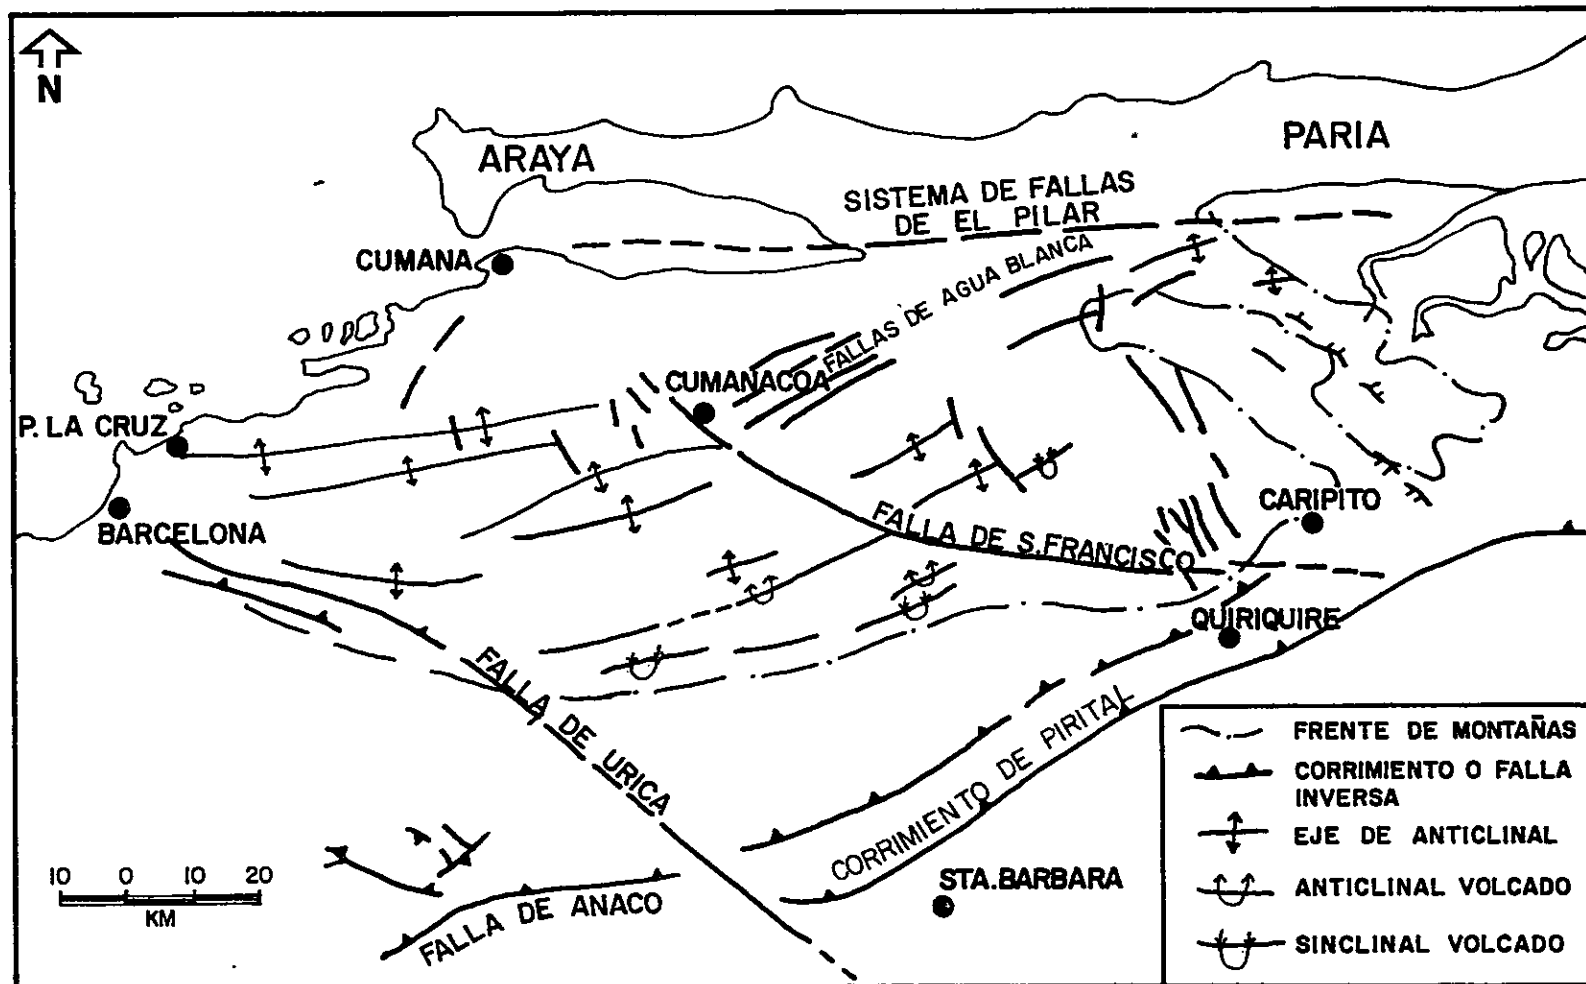 N
ARAYA
PARIA
SISTEMA DE FALLAS
DE EL PILAR
CUMANA
FALLAS DE AGUA BLANCA
CUMANACOA
P. LA CRUZ
BARCELONA
CARIPITO
FALLA DE S.FRANCISCO
QUIRIQUIRE
FALLA DE URICA
CORRIMIENTO DE PIRITAL
STA.BARBARA
FALLA DE ANACO
10 0 10 20
KM
FRENTE DE MONTAÑAS
CORRIMIENTO O FALLA
INVERSA
EJE DE ANTICLINAL
ANTICLINAL VOLCADO
SINCLINAL VOLCADO